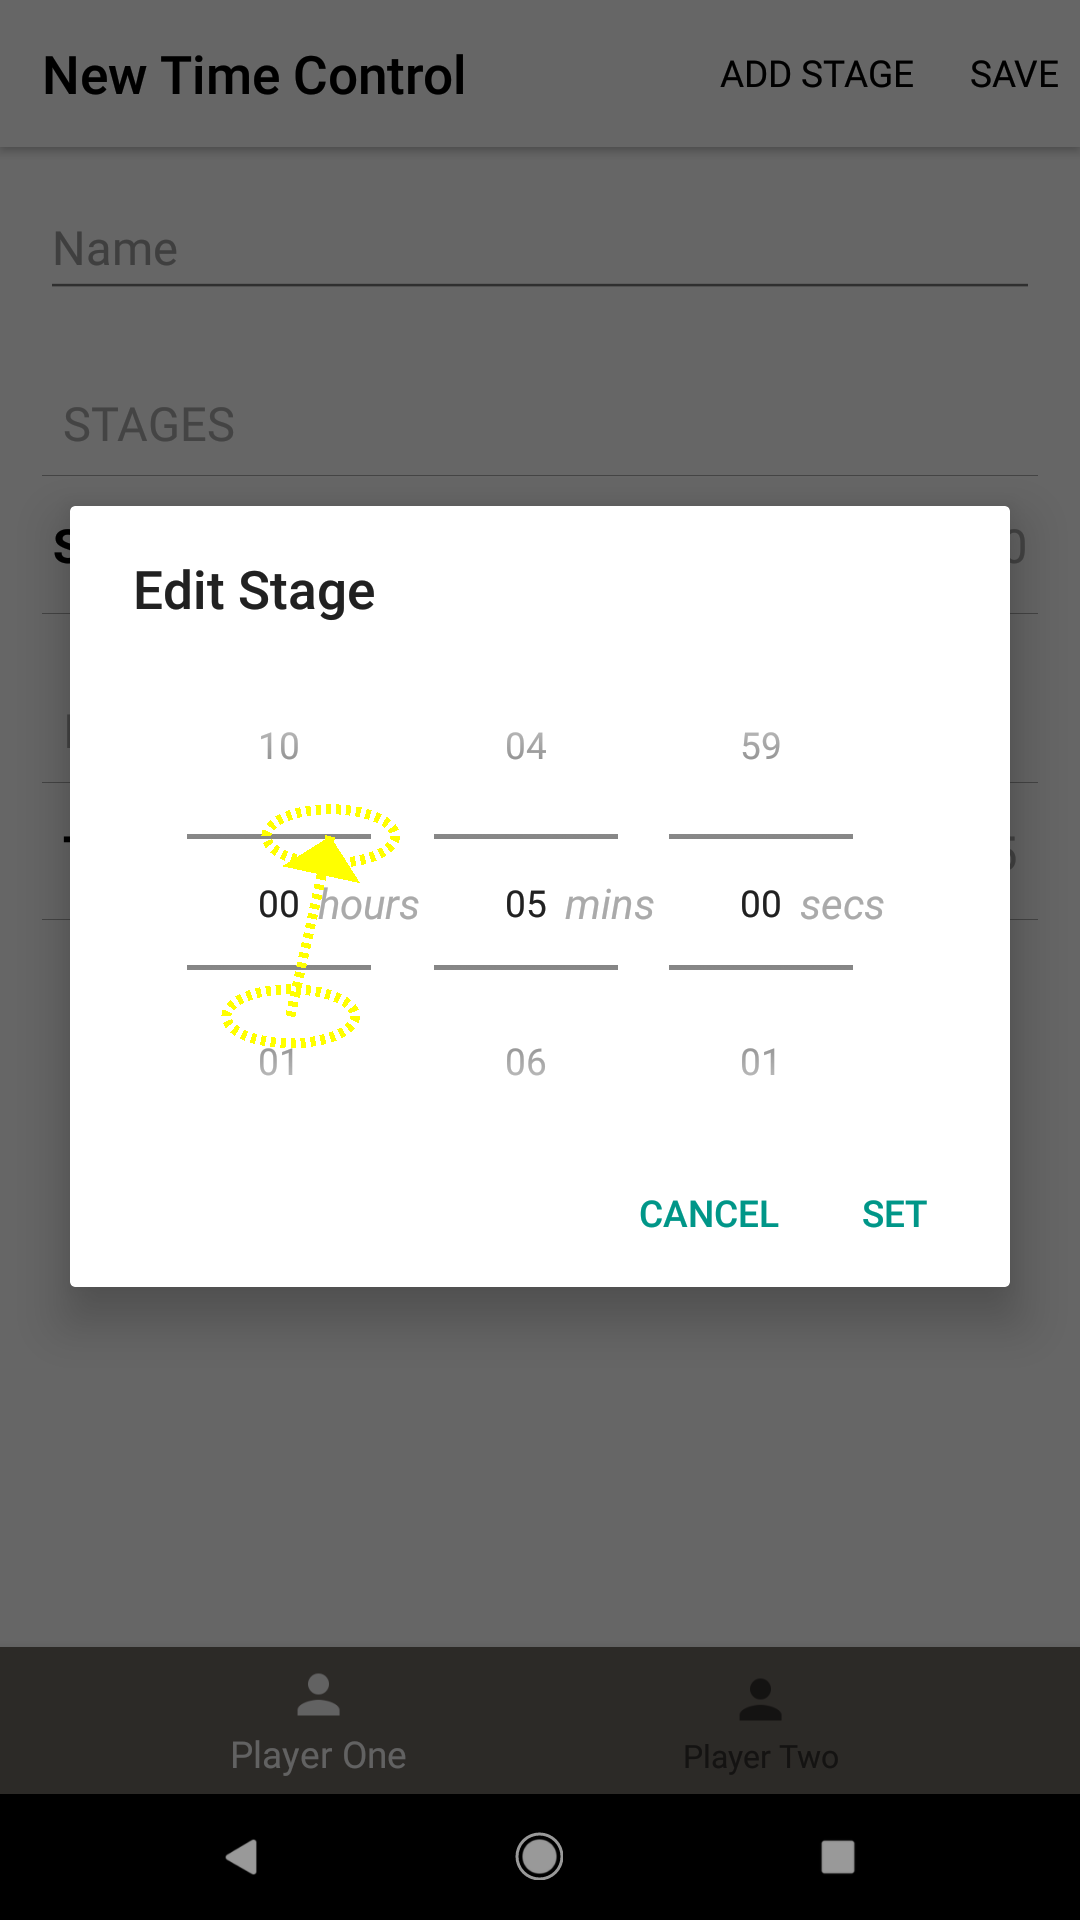 New Time Control ADD STAGE SAVE
Name
STAGES
Edit Stage
10 04 59
00 hours 05 mins 00 secs
01 06 01
CANCEL SET
Player One Player Two